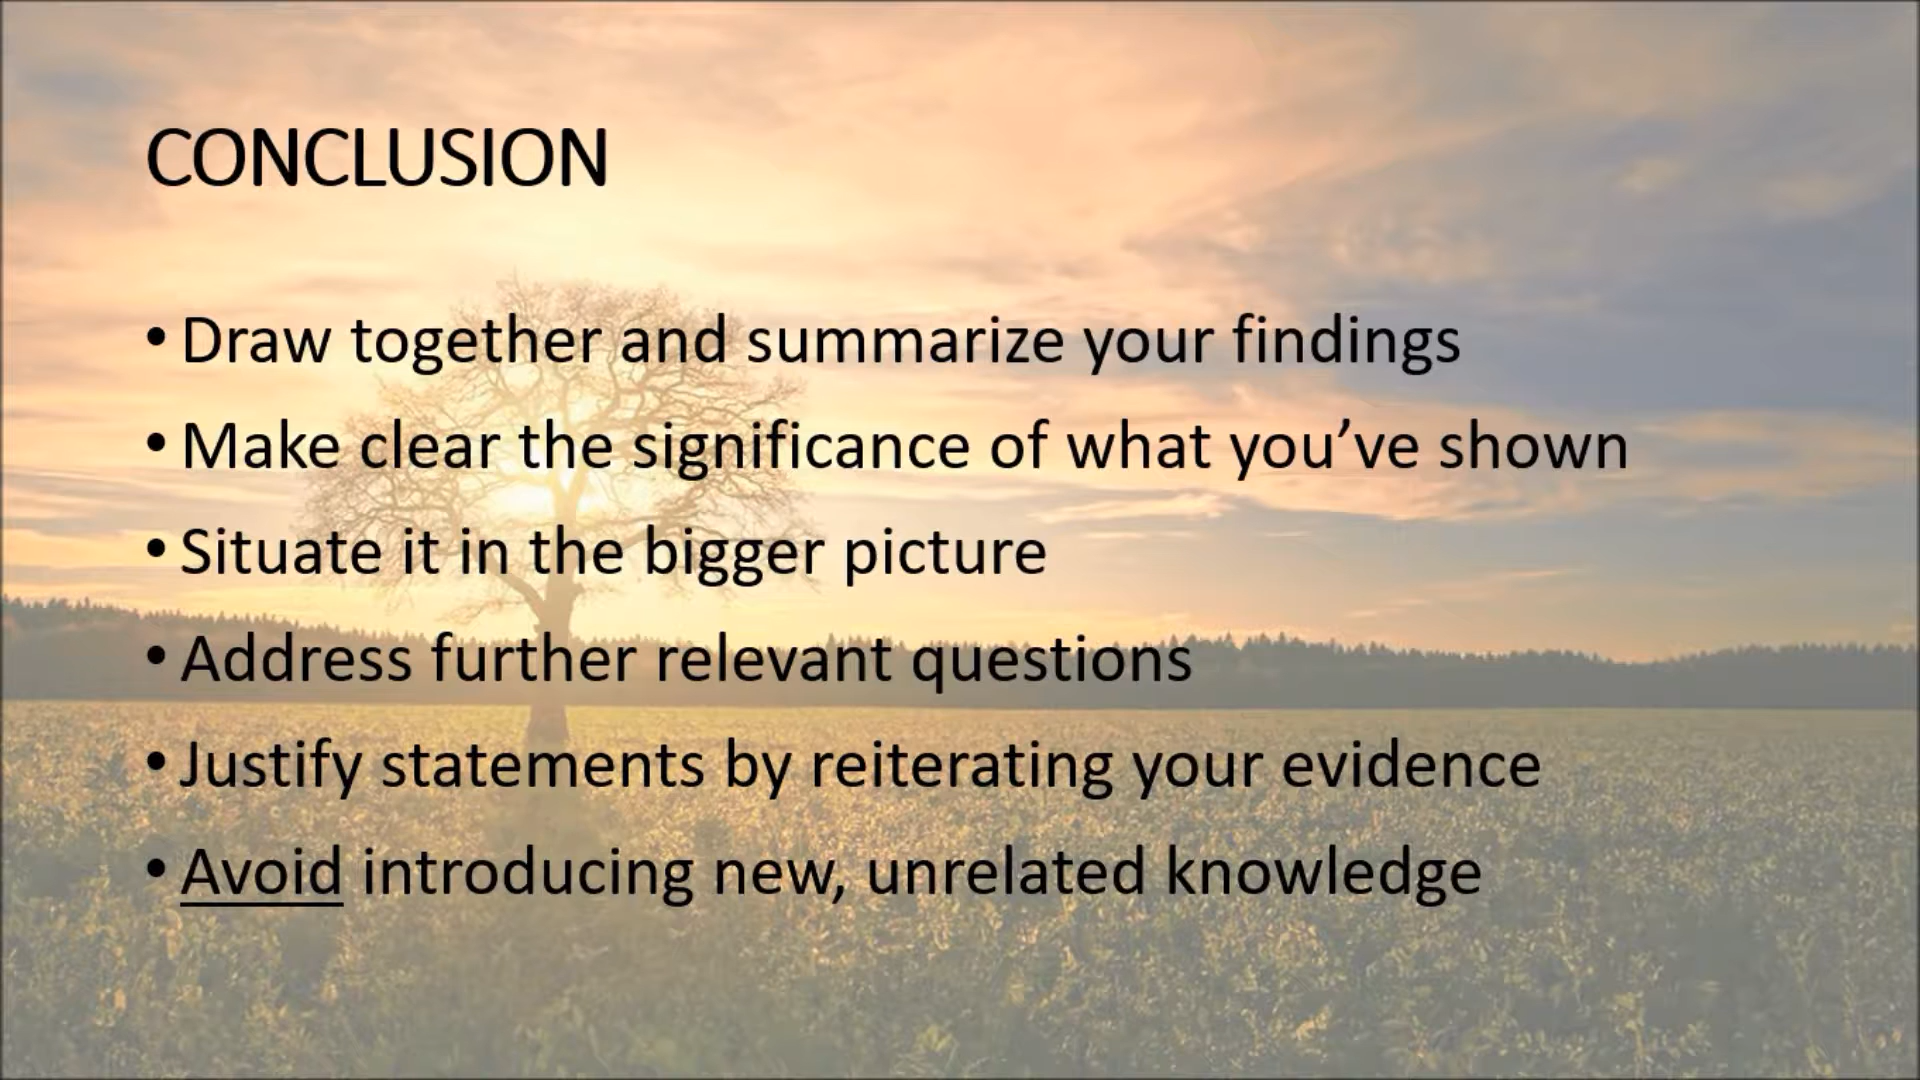 CONCLUSION
• Draw together and summarize your findings
• Make clear the significance of what you’ve shown
• Situate it in the bigger picture
• Address further relevant questions
• Justify statements by reiterating your evidence
• Avoid introducing new, unrelated knowledge